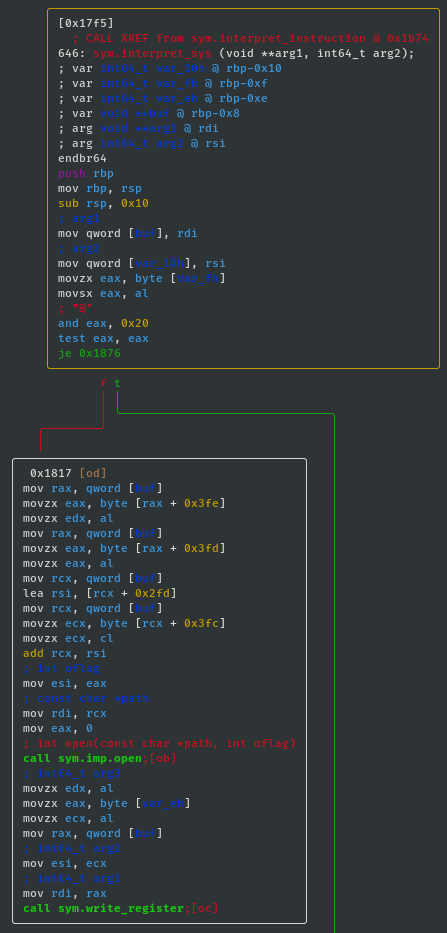 [0x17f5]
; CALL XREF from sym.interpret_instruction @ 0x1b74
646: sym.interpret_sys (void **arg1, int64_t arg2);
; var int64_t var_10h @ rbp-0x10
; var int64_t var_fh @ rbp-0xf
; var int64_t var_eh @ rbp-0xe
; var void **buf @ rbp-0x8
; arg void **arg1 @ rdi
; arg int64_t arg2 @ rsi
endbr64
push rbp
mov rbp, rsp
sub rsp, 0x10
; arg1
mov qword [buf], rdi
; arg2
mov qword [var_10h], rsi
movzx eax, byte [var_fh]
movsx eax, al
; "@"
and eax, 0x20
test eax, eax
je 0x1876
f t
0x1817 [od]
mov rax, qword [buf]
movzx eax, byte [rax + 0x3fe]
movzx edx, al
mov rax, qword [buf]
movzx eax, byte [rax + 0x3fd]
movzx eax, al
mov rcx, qword [buf]
lea rsi, [rcx + 0x2fd]
mov rcx, qword [buf]
movzx ecx, byte [rcx + 0x3fc]
movzx ecx, cl
add rcx, rsi
; int oflag
mov esi, eax
; const char *path
mov rdi, rcx
mov eax, 0
; int open(const char *path, int oflag)
call sym.imp.open;[ob]
; int64_t arg3
movzx edx, al
movzx eax, byte [var_eh]
movzx ecx, al
mov rax, qword [buf]
; int64_t arg2
mov esi, ecx
; int64_t arg1
mov rdi, rax
call sym.write_register;[oc]